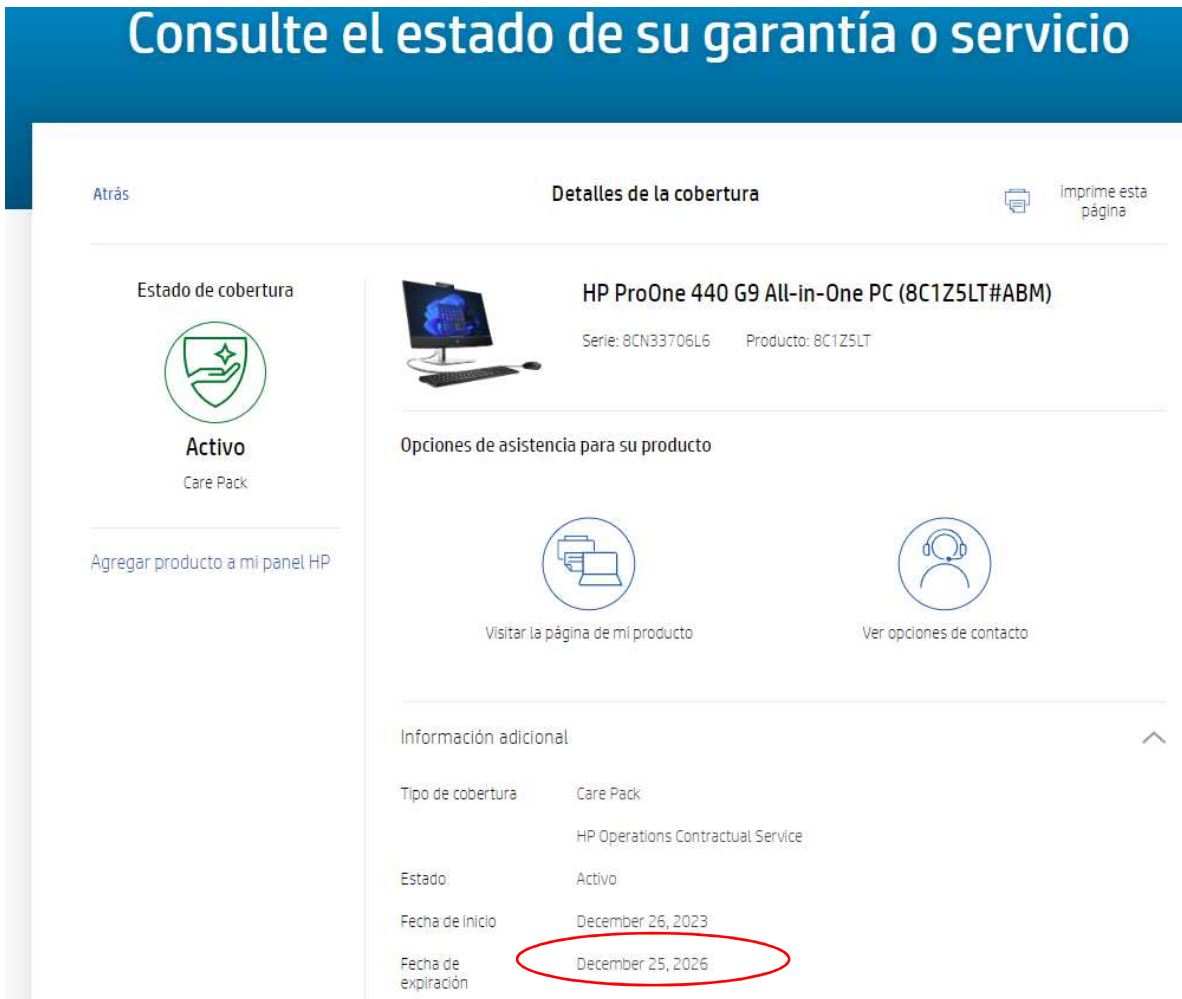 Consulte el estado de su garantía o servicio
Atrás
Detalles de la cobertura
Imprime esta
página
Estado de cobertura
Activo
Care Pack
Agregar producto a mi panel HP
HP ProOne 440 G9 All-in-One PC (8C1Z5LT#ABM)
Serie: 8CN33706L6 Producto: 8C1Z5LT
Opciones de asistencia para su producto
Visitar la página de mi producto
Ver opciones de contacto
Información adicional
Tipo de cobertura Care Pack
HP Operations Contractual Service
Estado Activo
Fecha de inicio December 26, 2023
Fecha de December 25, 2026
expiración